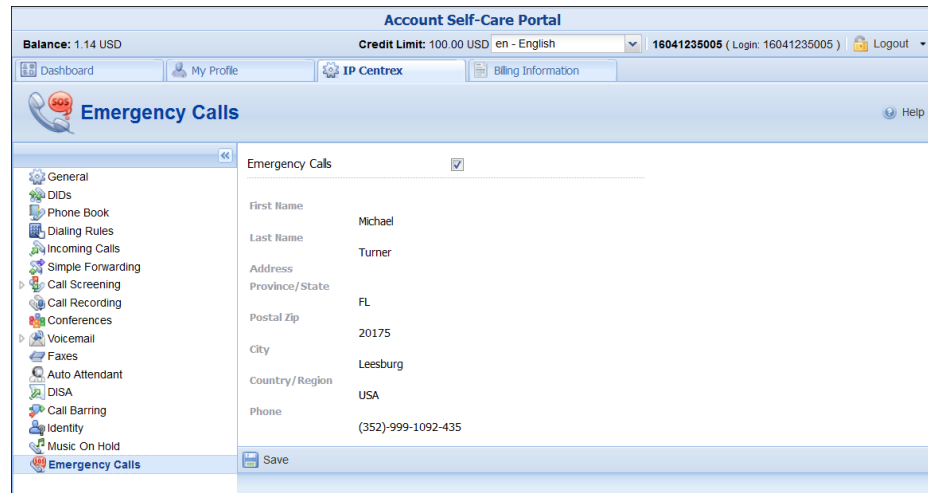 Account Self-Care Portal
Balance: 1.14 USD Credit Limit: 100.00 USD en - English 16041235005 ( Login: 16041235005 ) Logout
Dashboard My Profile IP Centrex Billing Information
SOS Emergency Calls Help
Emergency Calls
General
DIDs
Phone Book
Dialing Rules
Incoming Calls
Simple Forwarding
Call Screening
Call Recording
Conferences
Voicemail
Faxes
Auto Attendant
DISA
Call Barring
Identity
Music On Hold
Emergency Calls
First Name
Michael
Last Name
Turner
Address
Province/State
FL
Postal Zip
20175
City
Leesburg
Country/Region
USA
Phone
(352)-999-1092-435
Save